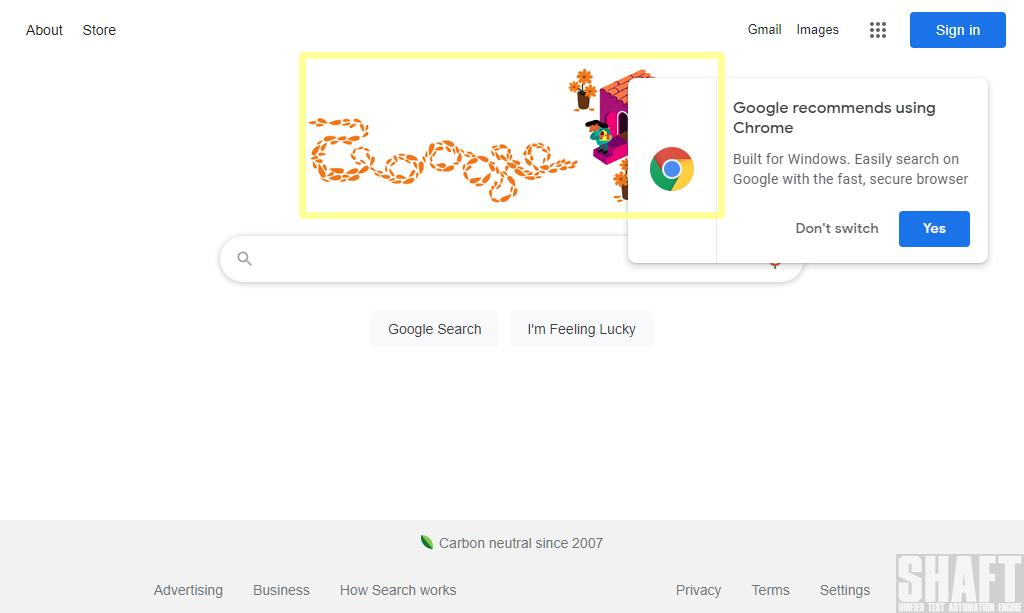 About Store
Gmail Images
Sign in
Google
Google recommends using
Chrome
Built for Windows. Easily search on
Google with the fast, secure browser
Don't switch Yes
Google Search I'm Feeling Lucky
Carbon neutral since 2007
Advertising Business How Search works
Privacy Terms Settings
SHAFT
UNIFIED TEST AUTOMATION ENGINE